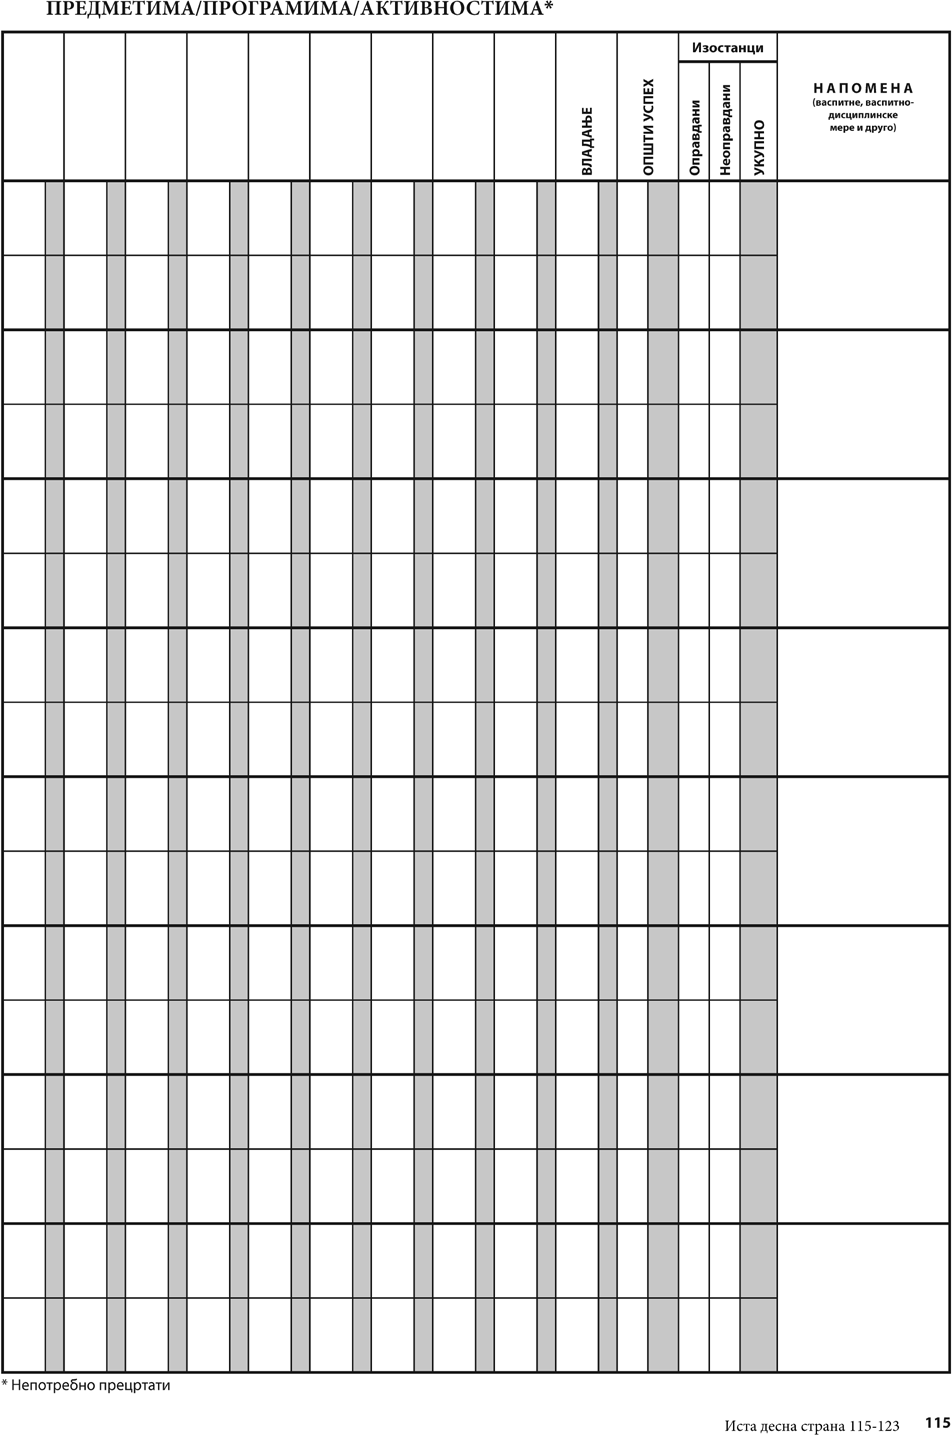 ПРЕДМЕТИМА/ПРОГРАМИМА/АКТИВНОСТИМА*
ВЛАДАЊЕ
ОПШТИ УСПЕХ
Изостанци
Оправдани
Неоправдани
УКУПНО
НАПОМЕНА
(васпитне, васпитно-
дисциплинске
мере и друго)
* Непотребно прецртати
Иста десна страна 115-123 115